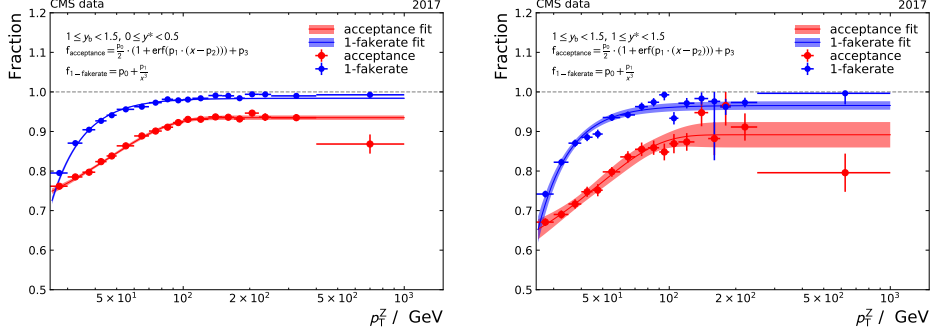 CMS data 2017
Fraction
1.2
1.1
1.0
0.9
0.8
0.7
0.6
0.5
1 ≤ y_b < 1.5, 0 ≤ y* < 0.5
f_acceptance = p₀/2 · (1 + erf(p₁ · (x − p₂))) + p₃
f_1−fakerate = p₀ + p₁/x³
acceptance fit
1-fakerate fit
acceptance
1-fakerate
5 × 10¹ 10² 2 × 10² 5 × 10² 10³
p_T^Z / GeV
CMS data 2017
Fraction
1.2
1.1
1.0
0.9
0.8
0.7
0.6
0.5
1 ≤ y_b < 1.5, 1 ≤ y* < 1.5
f_acceptance = p₀/2 · (1 + erf(p₁ · (x − p₂))) + p₃
f_1−fakerate = p₀ + p₁/x³
acceptance fit
1-fakerate fit
acceptance
1-fakerate
5 × 10¹ 10² 2 × 10² 5 × 10² 10³
p_T^Z / GeV